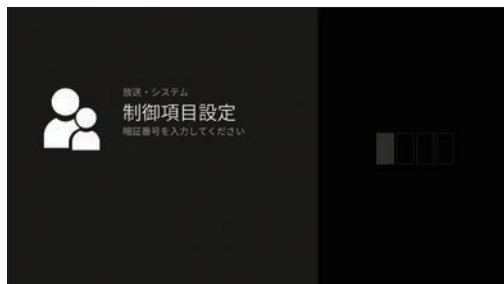 放送・システム
制御項目設定
暗証番号を入力してください